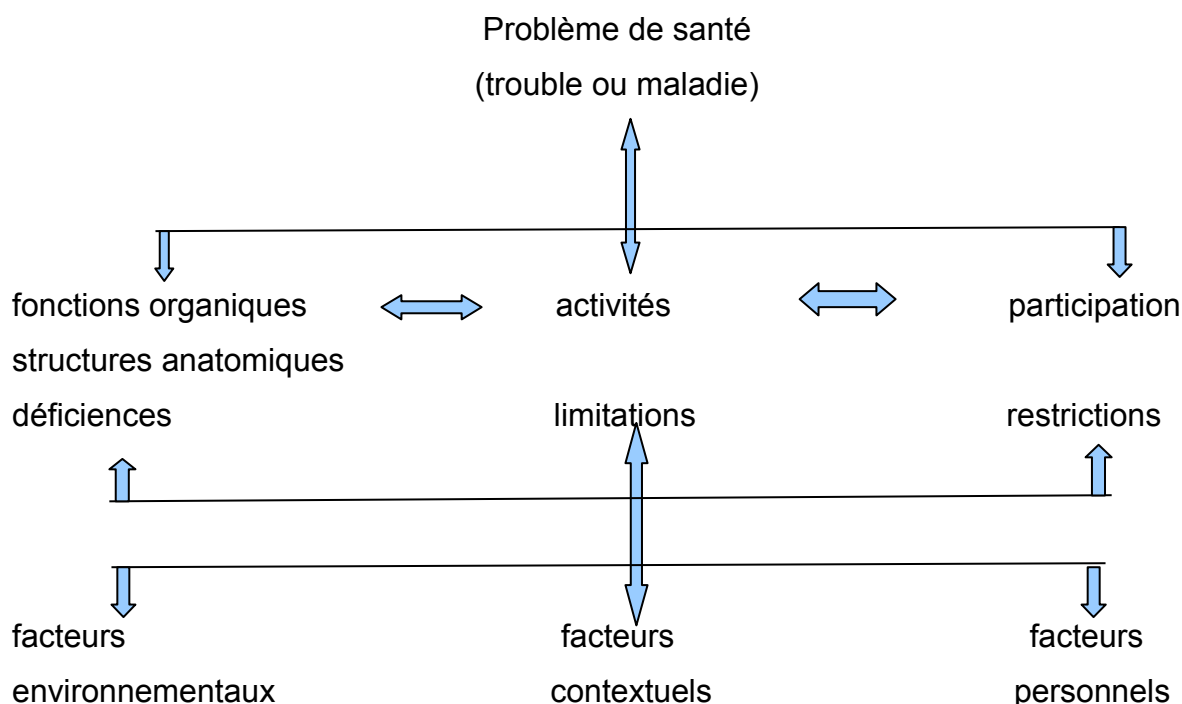 Problème de santé
(trouble ou maladie)
fonctions organiques
structures anatomiques
déficiences
activités
limitations
participation
restrictions
facteurs
environnementaux
facteurs
contextuels
facteurs
personnels